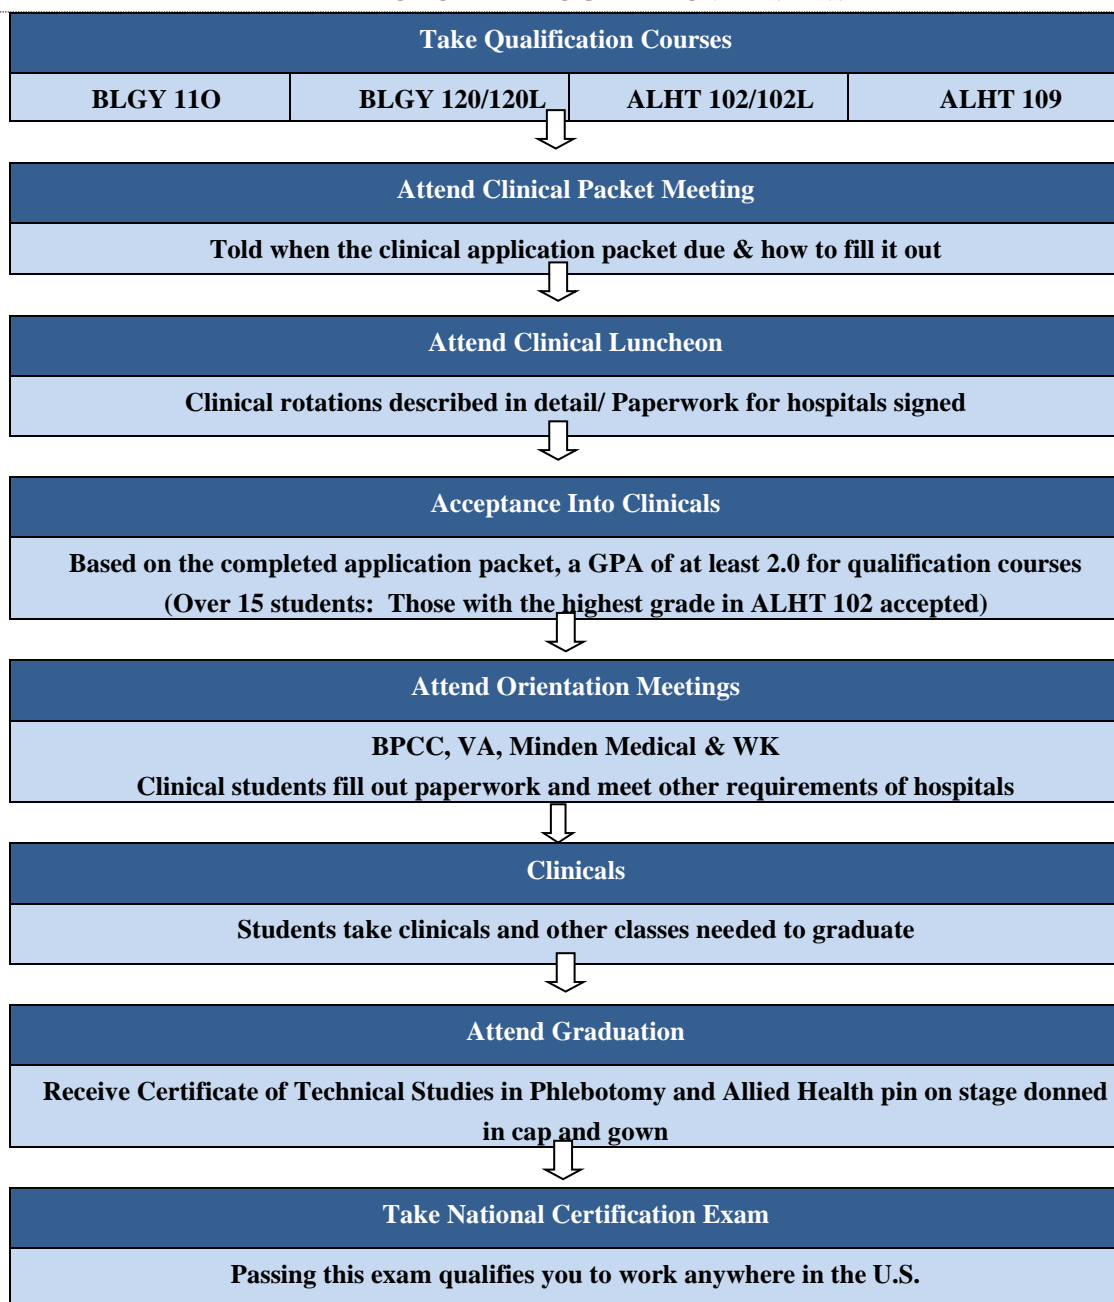 Take Qualification Courses
BLGY 11O BLGY 120/120L ALHT 102/102L ALHT 109
Attend Clinical Packet Meeting
Told when the clinical application packet due & how to fill it out
Attend Clinical Luncheon
Clinical rotations described in detail/ Paperwork for hospitals signed
Acceptance Into Clinicals
Based on the completed application packet, a GPA of at least 2.0 for qualification courses
(Over 15 students: Those with the highest grade in ALHT 102 accepted)
Attend Orientation Meetings
BPCC, VA, Minden Medical & WK
Clinical students fill out paperwork and meet other requirements of hospitals
Clinicals
Students take clinicals and other classes needed to graduate
Attend Graduation
Receive Certificate of Technical Studies in Phlebotomy and Allied Health pin on stage donned
in cap and gown
Take National Certification Exam
Passing this exam qualifies you to work anywhere in the U.S.